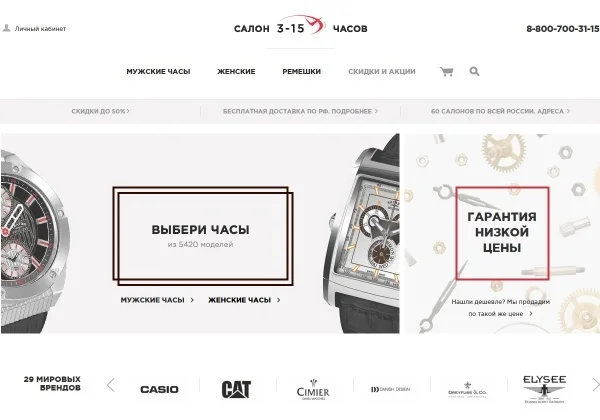 Личный кабинет
САЛОН 3-15 ЧАСОВ
8-800-700-31-15
МУЖСКИЕ ЧАСЫ ЖЕНСКИЕ РЕМЕШКИ СКИДКИ И АКЦИИ
СКИДКИ ДО 50%
БЕСПЛАТНАЯ ДОСТАВКА ПО РФ. ПОДРОБНЕЕ
60 САЛОНОВ ПО ВСЕЙ РОССИИ. АДРЕСА
ВЫБЕРИ ЧАСЫ
из 5420 моделей
МУЖСКИЕ ЧАСЫ ЖЕНСКИЕ ЧАСЫ
ГАРАНТИЯ
НИЗКОЙ
ЦЕНЫ
Нашли дешевле? Мы продадим
по такой же цене
29 МИРОВЫХ
БРЕНДОВ
CASIO
CAT
CIMIER
DANISH DESIGN
DREYFUSS & CO
ELYSEE